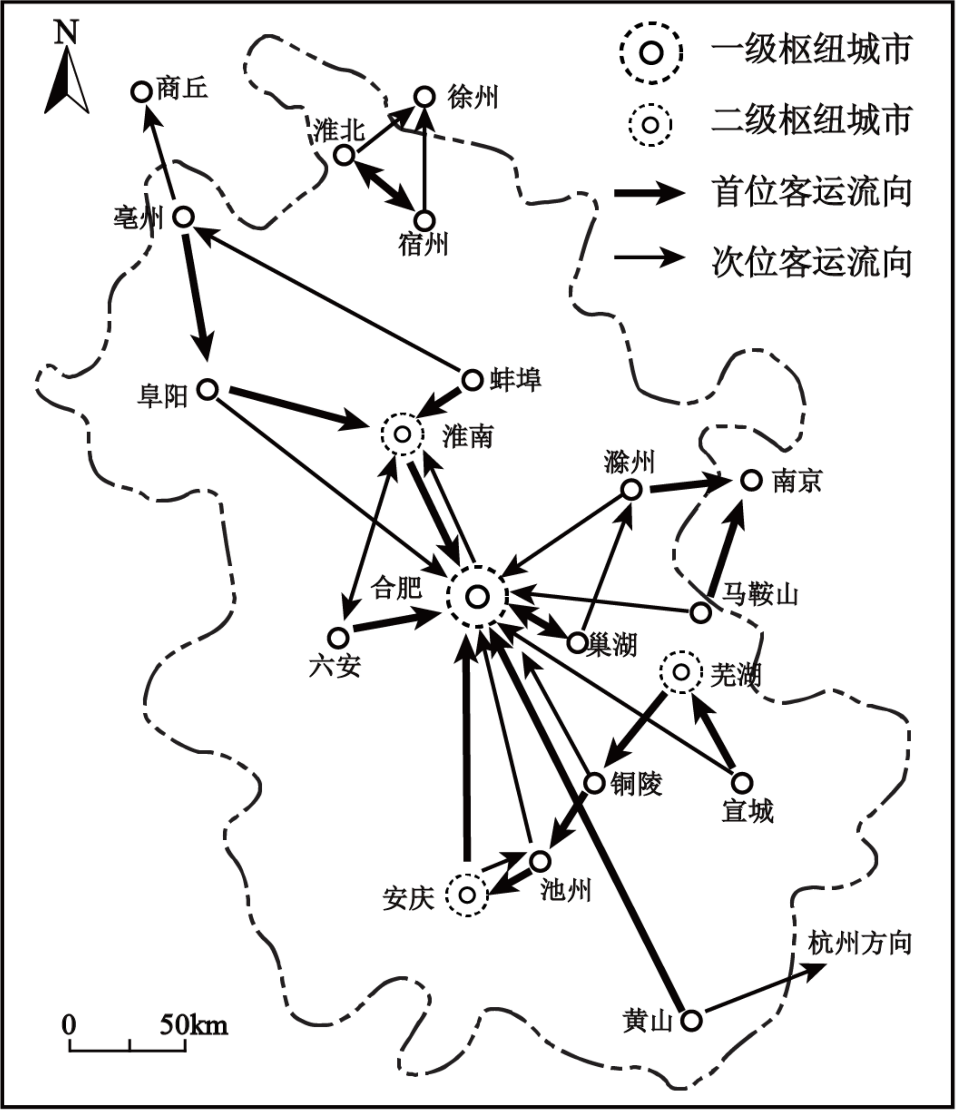 N
一级枢纽城市
商丘
徐州
二级枢纽城市
淮北
首位客运流向
亳州
宿州
次位客运流向
蚌埠
阜阳
淮南
滁州
南京
合肥
马鞍山
巢湖
六安
芜湖
铜陵
宣城
安庆
池州
杭州方向
黄山
0 50km